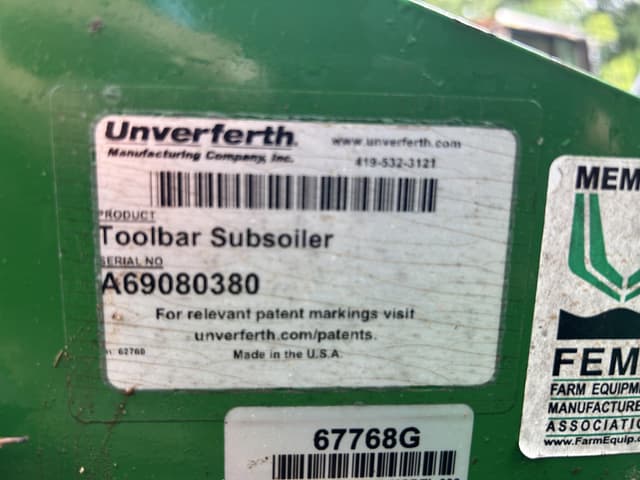 Unverferth
www.unverferth.com
Manufacturing Company, Inc.
419-532-3121
PRODUCT
Toolbar Subsoiler
SERIAL NO
A69080380
For relevant patent markings visit
unverferth.com/patents.
62760
Made in the U.S.A.
MEM
FEM
FARM EQUIPM
MANUFACTURE
ASSOCIATIO
www.FarmEquip.o
67768G